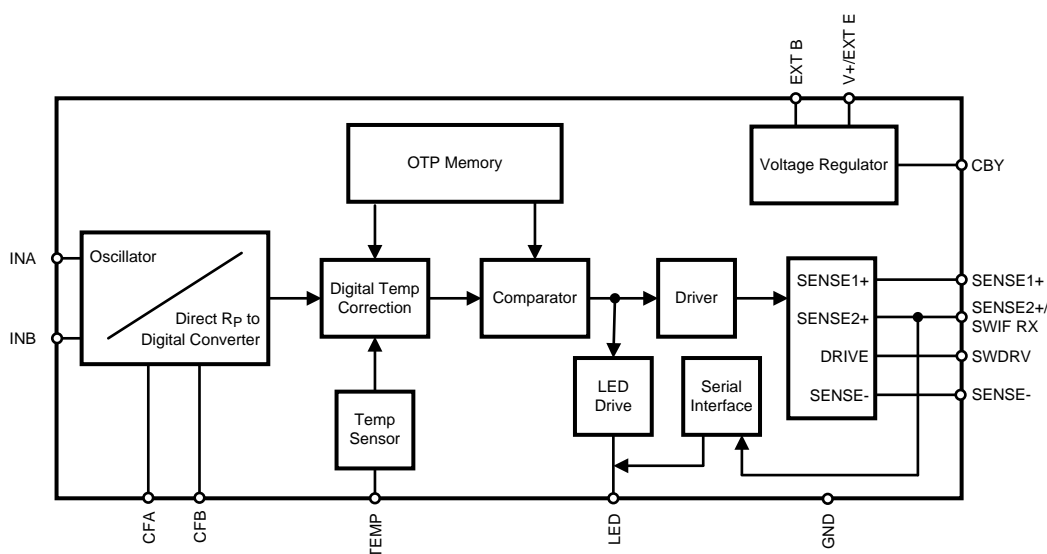 EXT B
V+/EXT E
OTP Memory
Voltage Regulator
CBY
INA
INB
Oscillator
Direct RP to
Digital Converter
Digital Temp
Correction
Comparator
Driver
SENSE1+
SENSE2+
DRIVE
SENSE-
SENSE1+
SENSE2+/
SWIF RX
SWDRV
SENSE-
Temp
Sensor
LED
Drive
Serial
Interface
CFA
CFB
TEMP
LED
GND